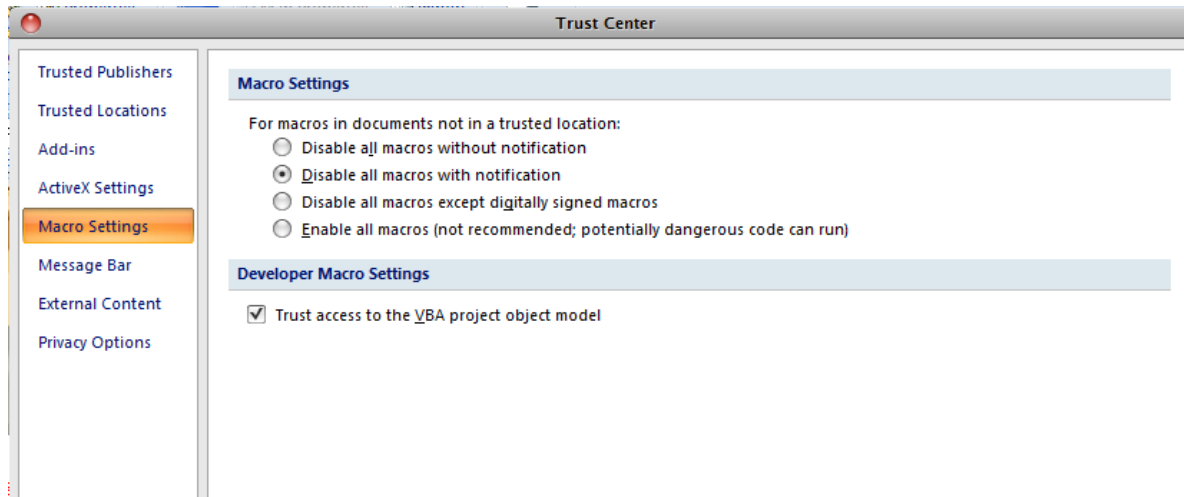 Trust Center
Trusted Publishers
Trusted Locations
Add-ins
ActiveX Settings
Macro Settings
Message Bar
External Content
Privacy Options
Macro Settings
For macros in documents not in a trusted location:
Disable all macros without notification
Disable all macros with notification
Disable all macros except digitally signed macros
Enable all macros (not recommended; potentially dangerous code can run)
Developer Macro Settings
Trust access to the VBA project object model